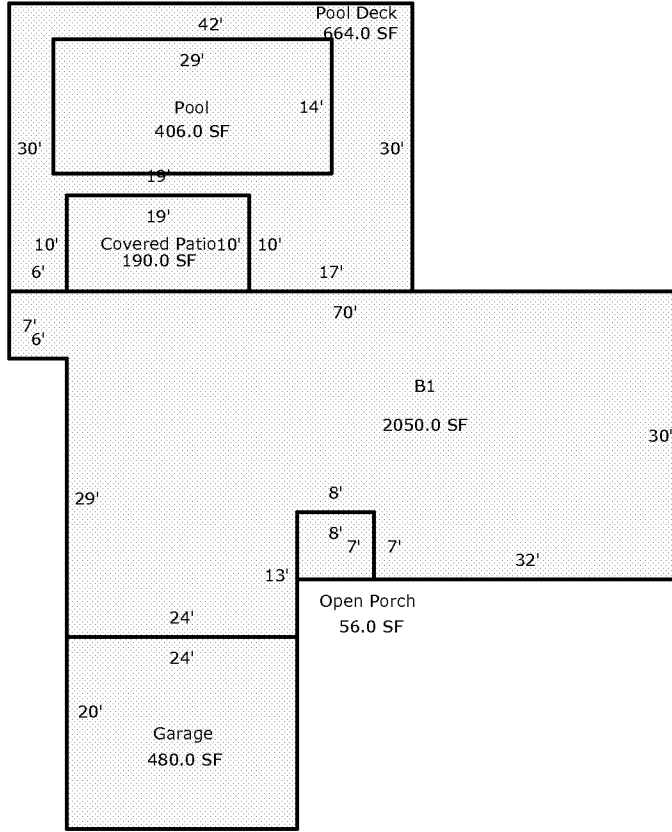 Pool Deck
664.0 SF
42'
29'
Pool
14'
406.0 SF
30'
30'
19'
19'
10'
Covered Patio
10'
10'
190.0 SF
6'
17'
70'
7'
6'
B1
2050.0 SF
30'
29'
8'
8'
7'
7'
32'
13'
Open Porch
56.0 SF
24'
24'
20'
Garage
480.0 SF